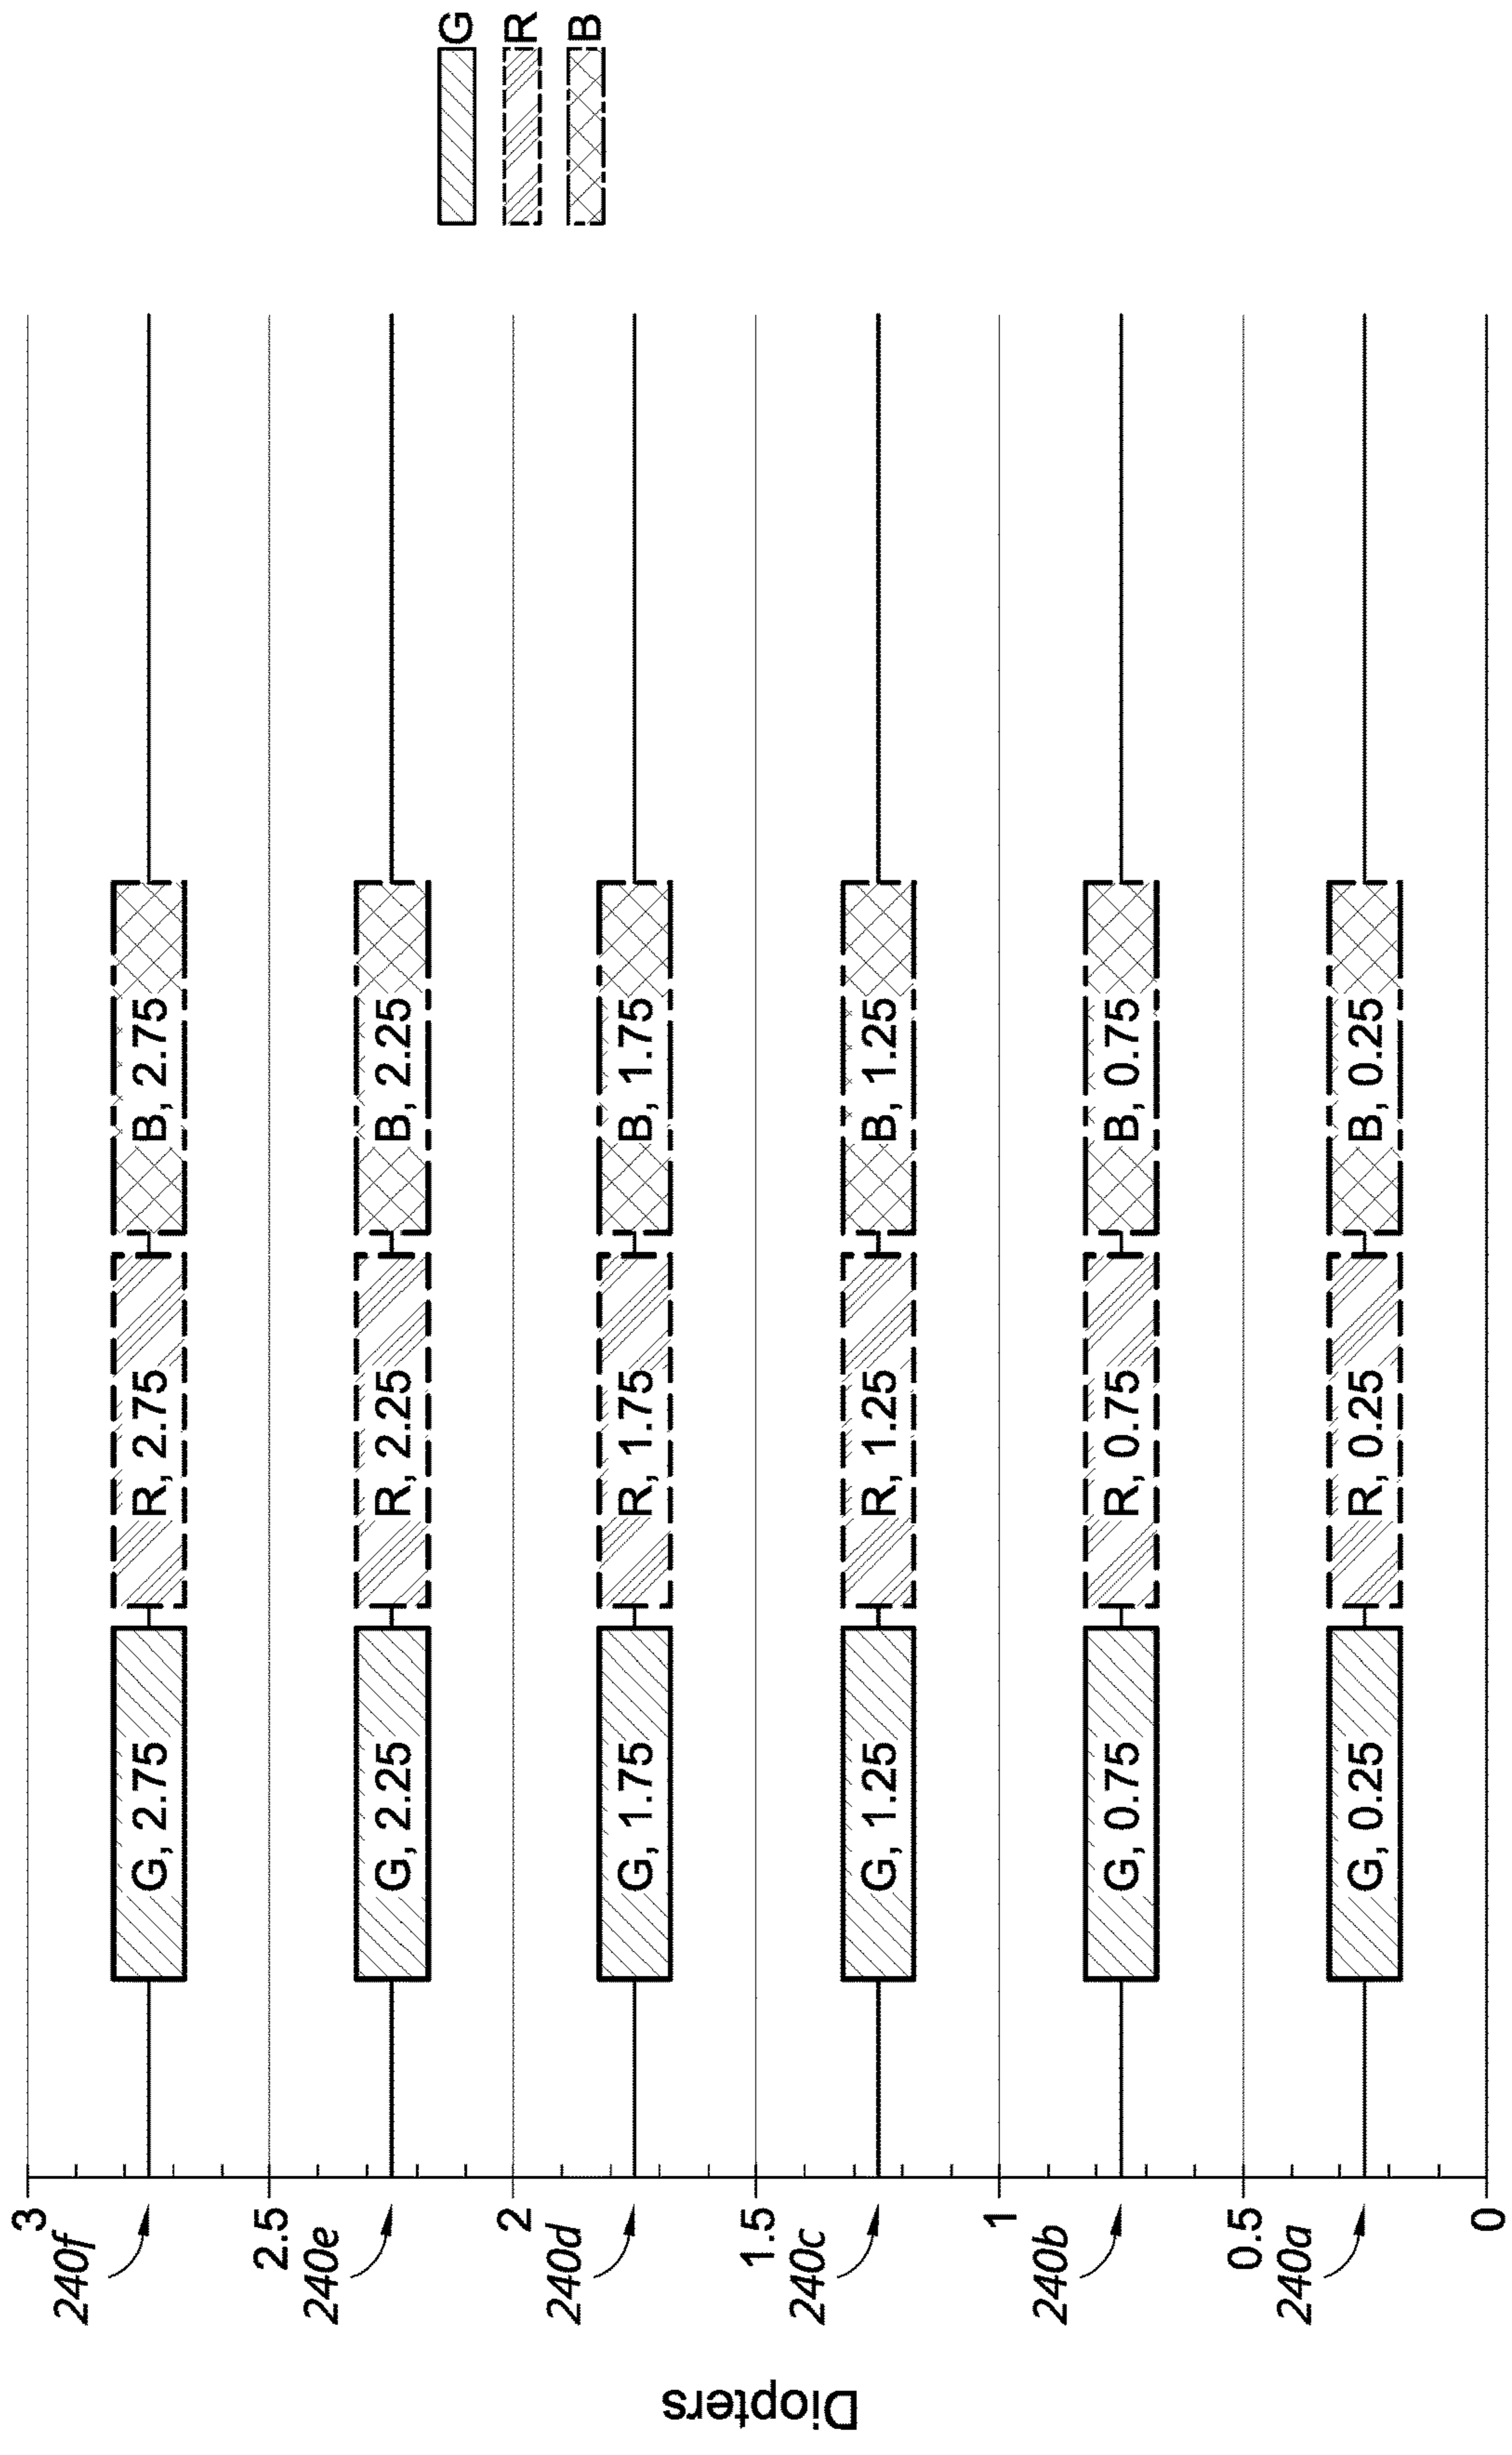 Diopters
3
240f
G, 2.75
R, 2.75
B, 2.75
2.5
240e
G, 2.25
R, 2.25
B, 2.25
2
240d
G, 1.75
R, 1.75
B, 1.75
1.5
240c
G, 1.25
R, 1.25
B, 1.25
1
240b
G, 0.75
R, 0.75
B, 0.75
0.5
240a
G, 0.25
R, 0.25
B, 0.25
0
G
R
B